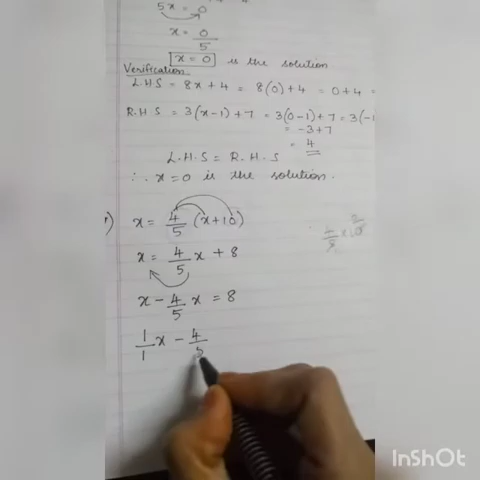 5x = 0
x = 0/5
x = 0 is the solution
Verification
L.H.S = 8x + 4 = 8(0) + 4 = 0 + 4 =
R.H.S = 3(x-1) + 7 = 3(0-1) + 7 = 3(-1
= -3 + 7
= 4
L.H.S = R.H.S
∴ x = 0 is the solution.
) x = 4/5 (x + 10)
x = 4/5 x + 8
x - 4/5 x = 8
1/1 x - 4/5
InShOt